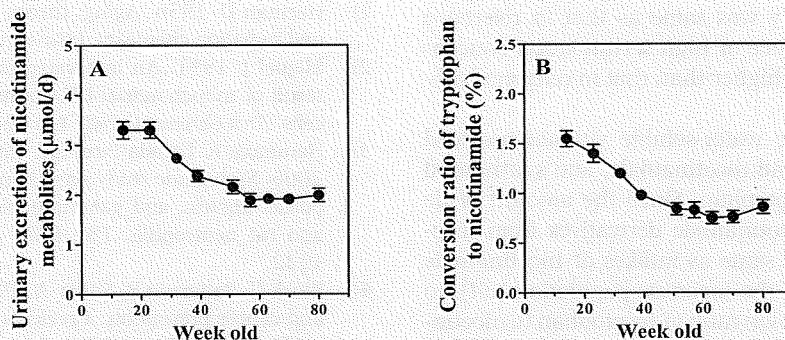 A
Urinary excretion of nicotinamide
metabolites (μmol/d)
5
4
3
2
1
0
0 20 40 60 80
Week old
B
Conversion ratio of tryptophan
to nicotinamide (%)
2.5
2.0
1.5
1.0
0.5
0.0
0 20 40 60 80
Week old